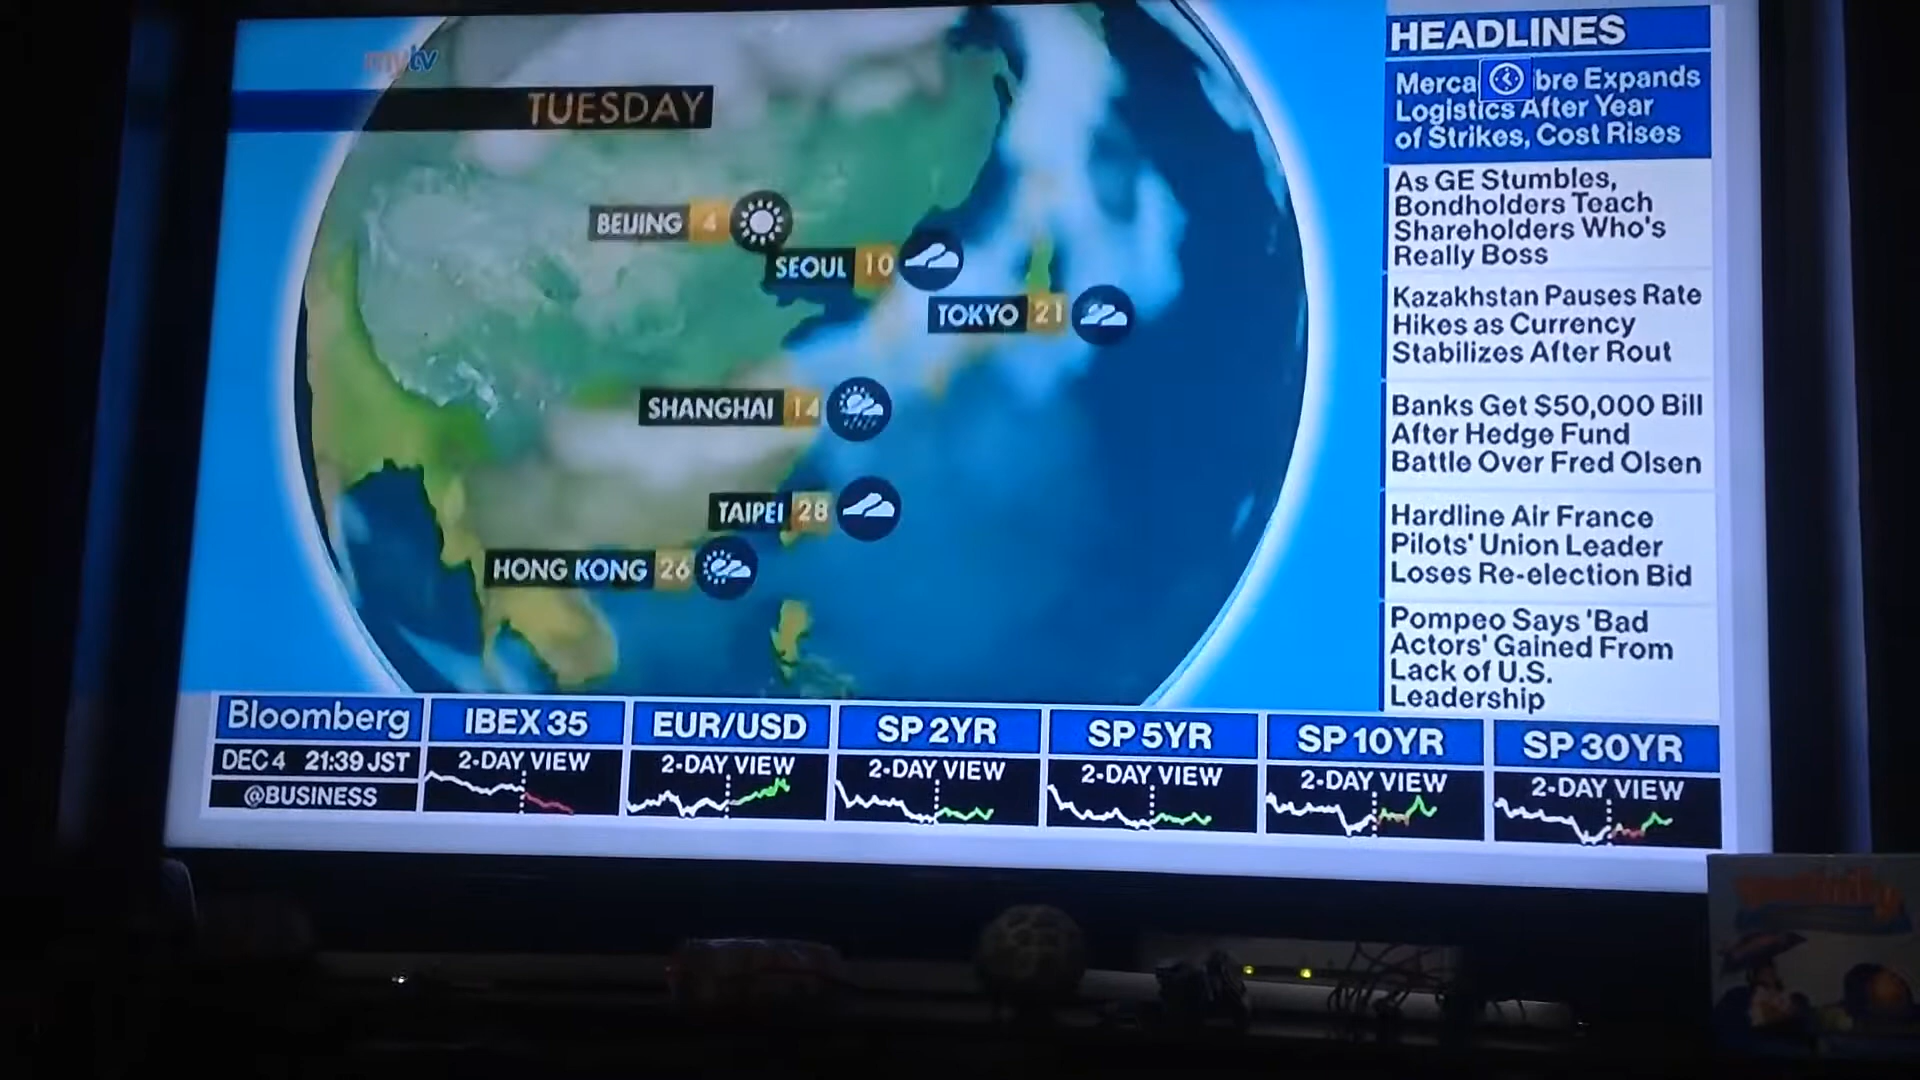 mytv
TUESDAY
BEIJING 4
SEOUL 10
TOKYO 21
SHANGHAI 14
TAIPEI 28
HONG KONG 26
HEADLINES
Merca bre Expands
Logistics After Year
of Strikes, Cost Rises
As GE Stumbles,
Bondholders Teach
Shareholders Who's
Really Boss
Kazakhstan Pauses Rate
Hikes as Currency
Stabilizes After Rout
Banks Get $50,000 Bill
After Hedge Fund
Battle Over Fred Olsen
Hardline Air France
Pilots' Union Leader
Loses Re-election Bid
Pompeo Says 'Bad
Actors' Gained From
Lack of U.S.
Leadership
Bloomberg
DEC 4 21:39 JST
@BUSINESS
IBEX 35
2-DAY VIEW
EUR/USD
2-DAY VIEW
SP 2YR
2-DAY VIEW
SP 5YR
2-DAY VIEW
SP 10YR
2-DAY VIEW
SP 30YR
2-DAY VIEW